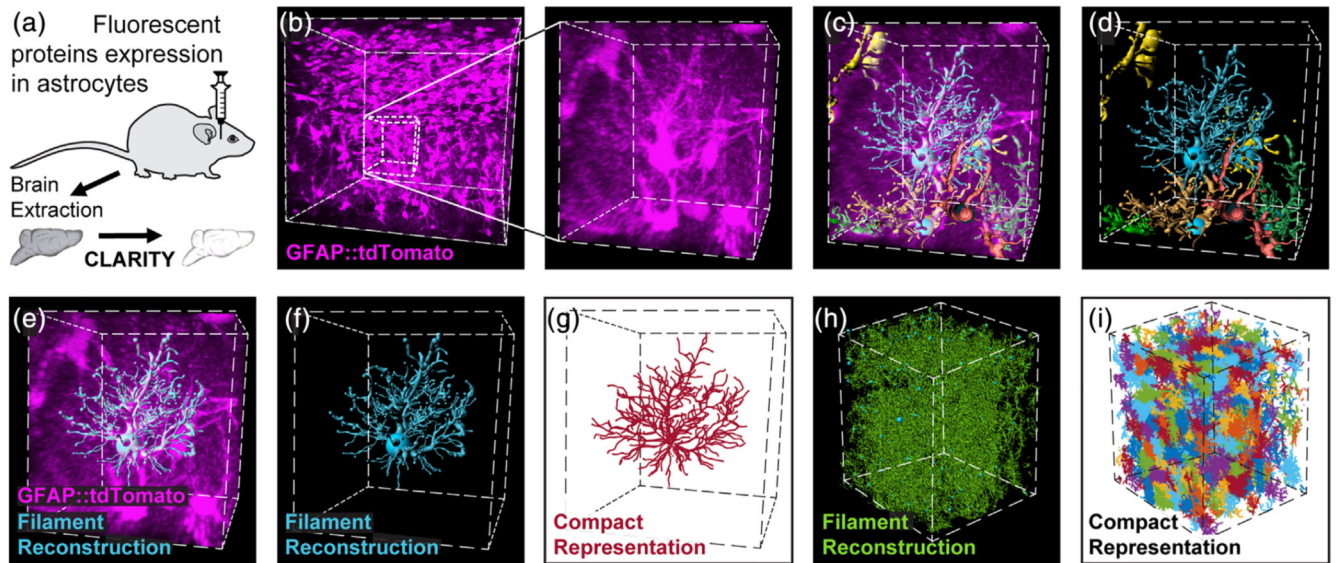 (a) Fluorescent
proteins expression
in astrocytes
Brain
Extraction
CLARITY
(b)
GFAP::tdTomato
(c)
(d)
(e)
GFAP::tdTomato
Filament
Reconstruction
(f)
Filament
Reconstruction
(g)
Compact
Representation
(h)
Filament
Reconstruction
(i)
Compact
Representation